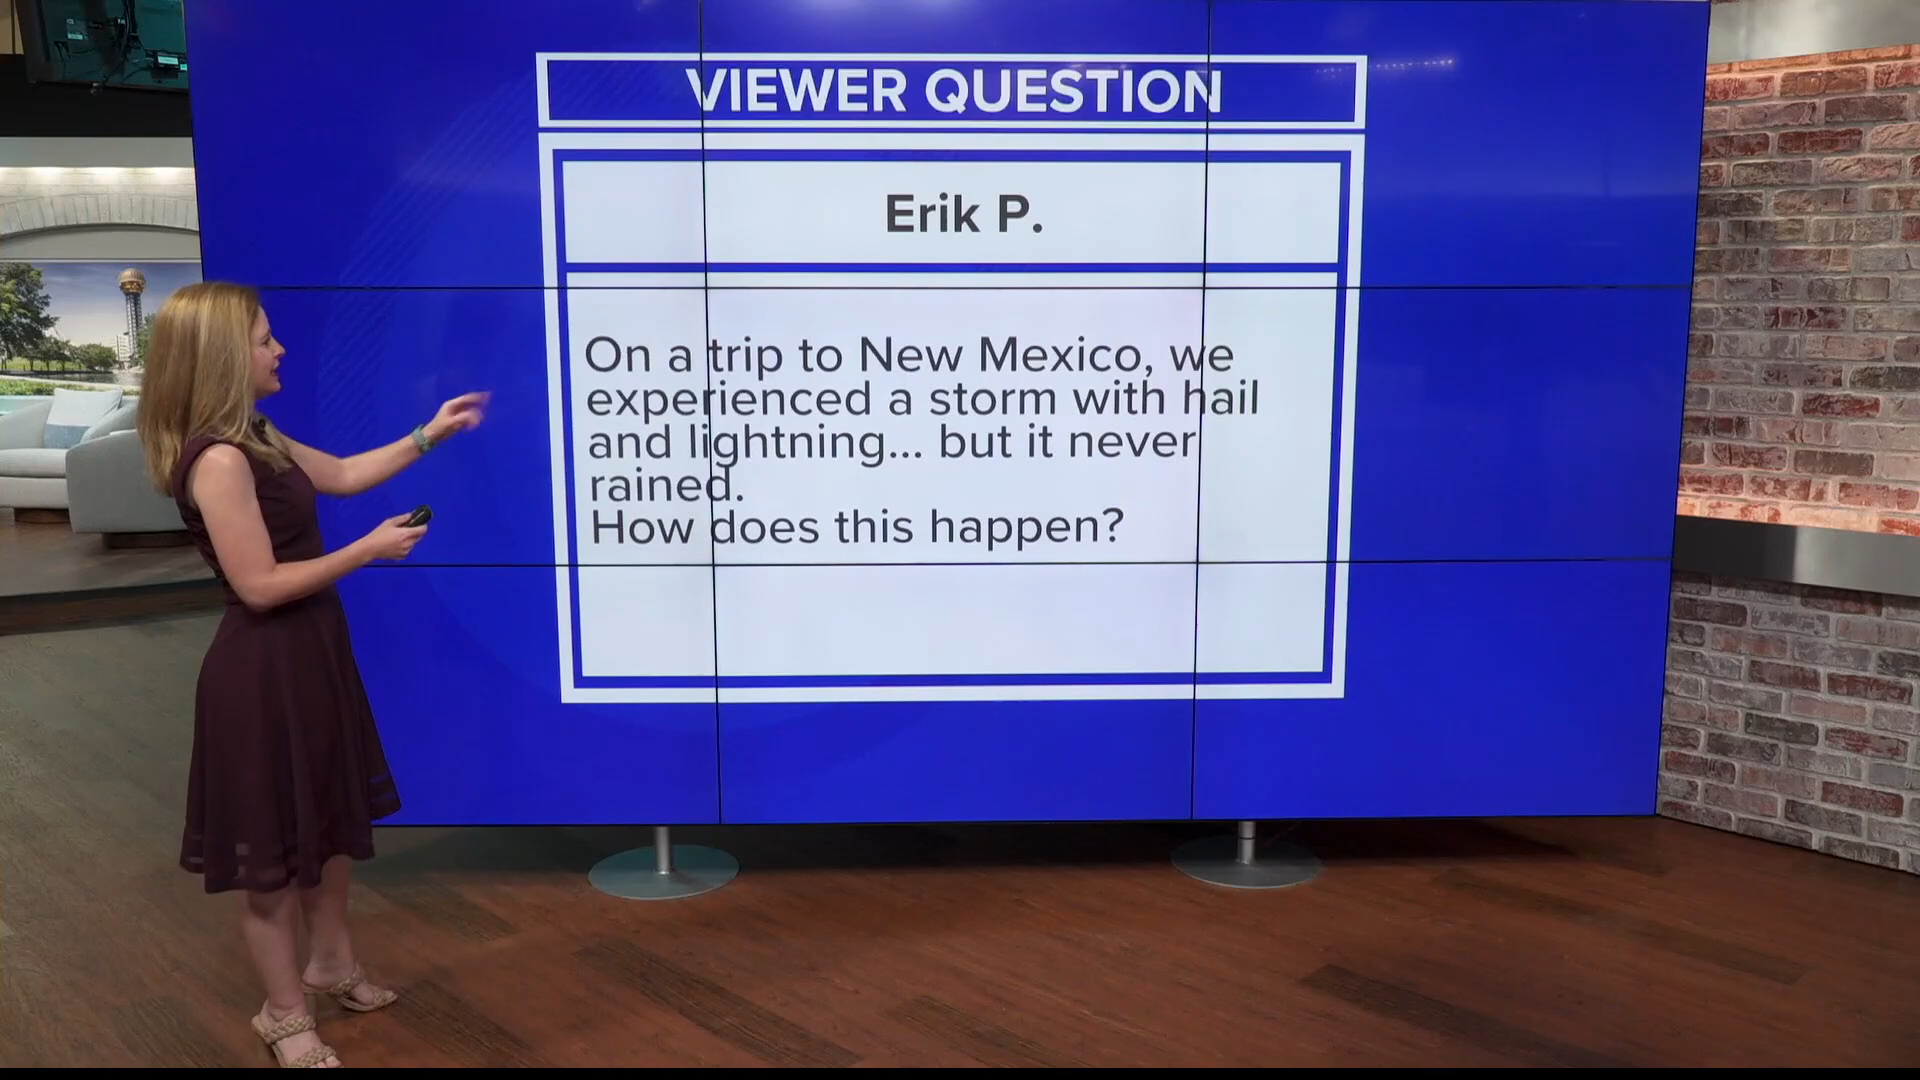 VIEWER QUESTION
Erik P.
On a trip to New Mexico, we
experienced a storm with hail
and lightning... but it never
rained.
How does this happen?